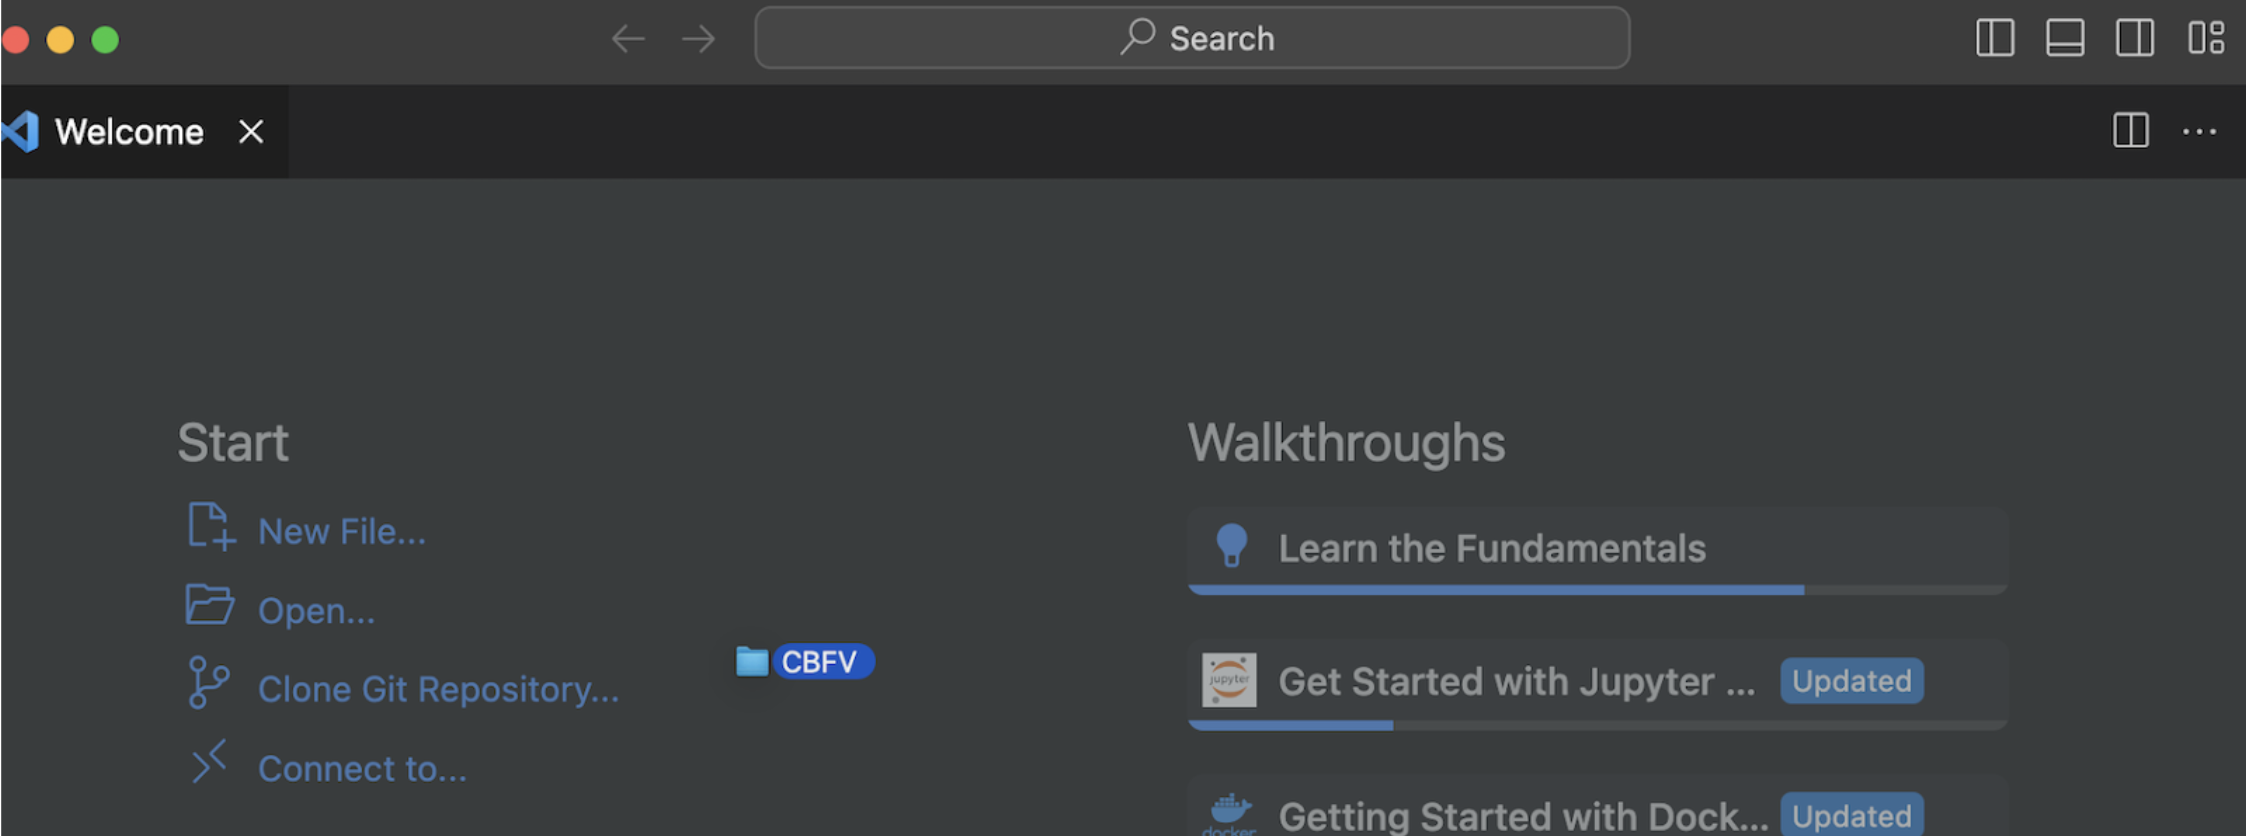 Search
Welcome
Start
New File...
Open...
Clone Git Repository...
Connect to...
CBFV
Walkthroughs
Learn the Fundamentals
jupyter
Get Started with Jupyter ... Updated
docker
Getting Started with Dock... Updated